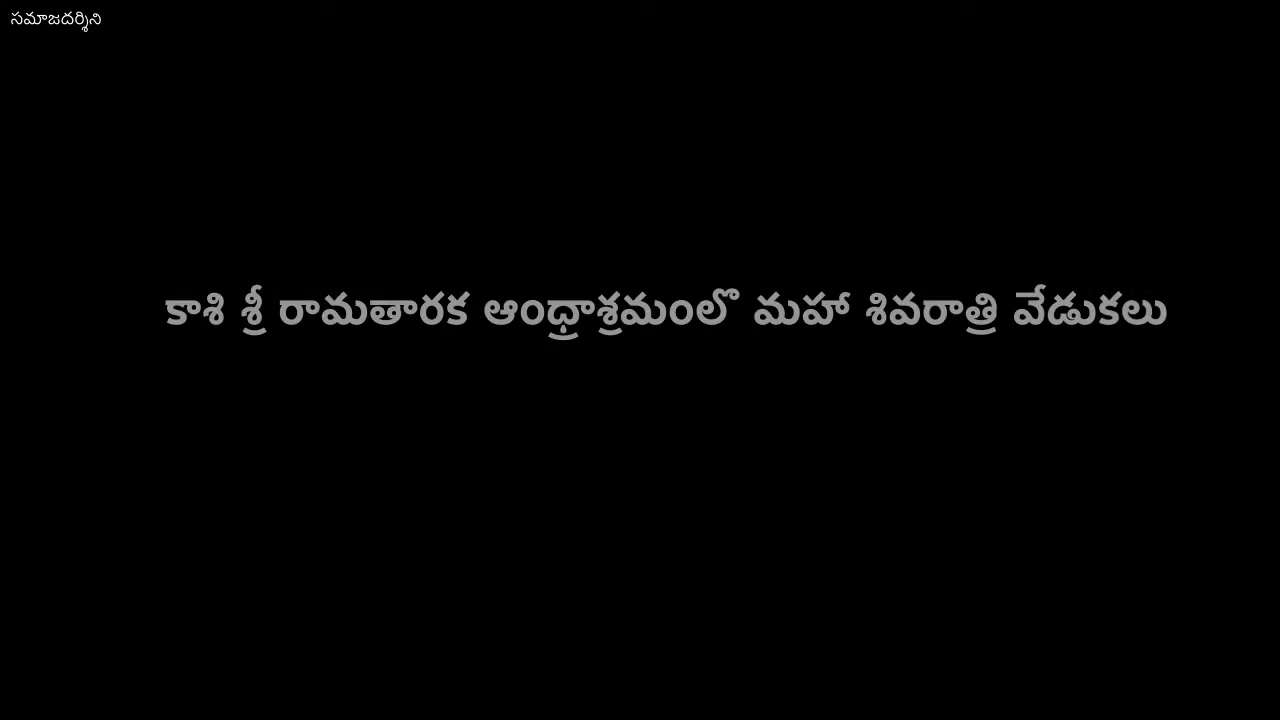 సమాజదర్శిని
కాశి శ్రీ రామతారక ఆంధ్రాశ్రమంలొ మహా శివరాత్రి వేడుకలు